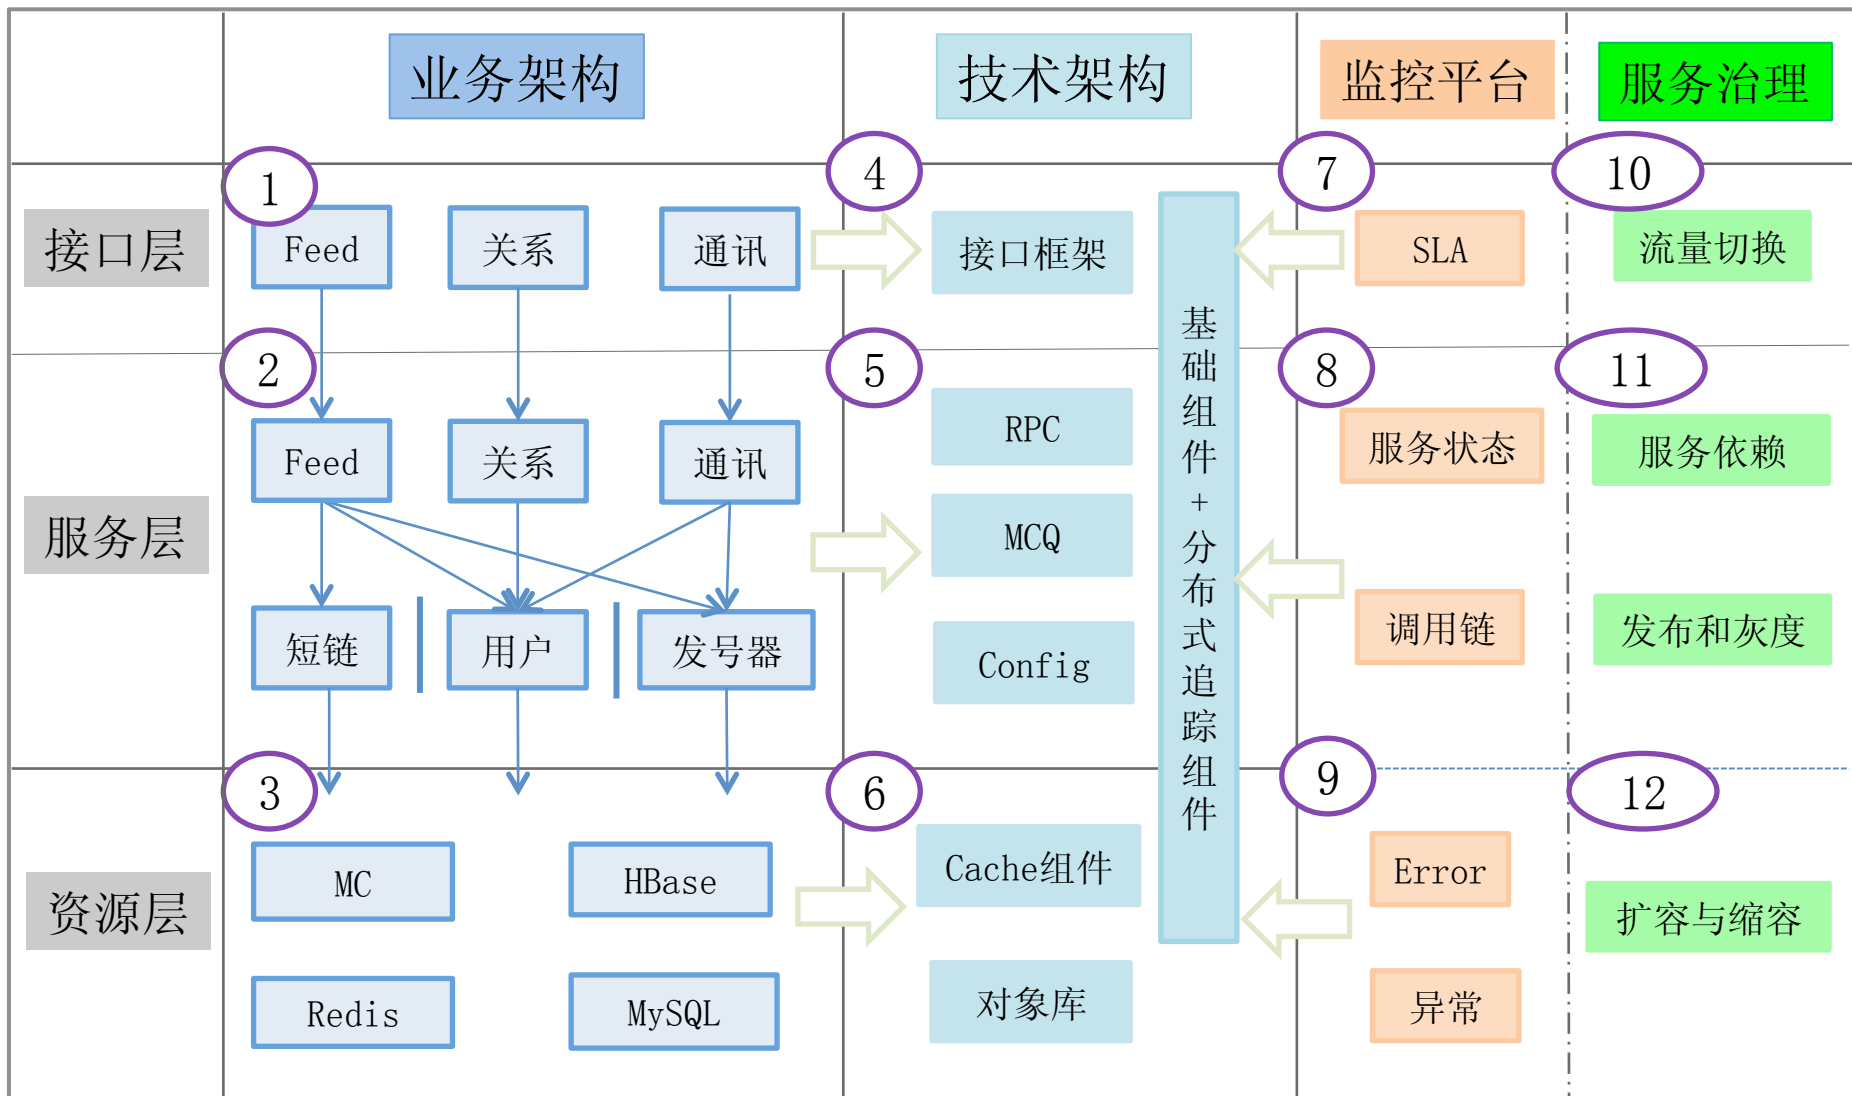 业务架构
技术架构
监控平台
服务治理
1
4
7
10
接口层
Feed
关系
通讯
接口框架
SLA
流量切换
基础组件+分布式追踪组件
2
5
8
11
服务层
Feed
关系
通讯
RPC
MCQ
Config
服务状态
服务依赖
短链
用户
发号器
调用链
发布和灰度
3
6
9
12
资源层
MC
HBase
Cache组件
Error
扩容与缩容
Redis
MySQL
对象库
异常